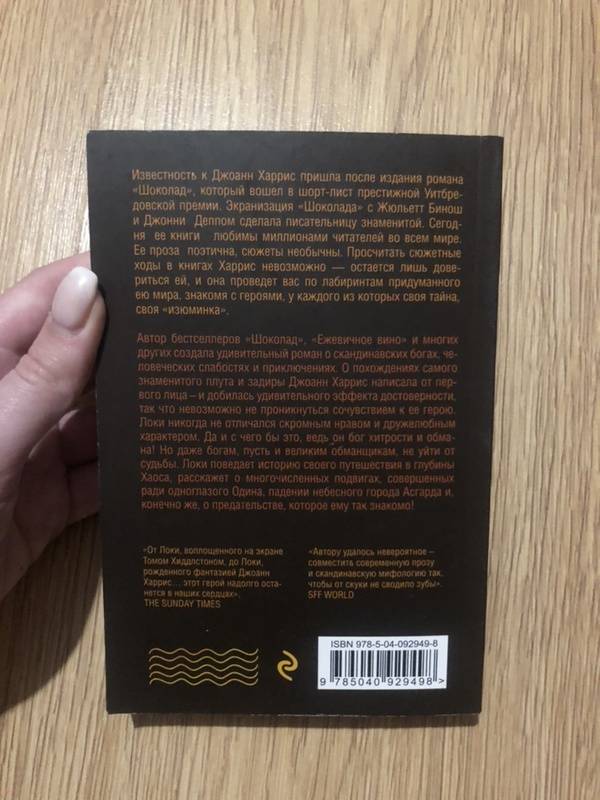 Известность к Джоанн Харрис пришла после издания романа
«Шоколад», который вошел в шорт-лист престижной Уитбре-
довской премии. Экранизация «Шоколада» с Жюльетт Бинош
и Джонни Деппом сделала писательницу знаменитой. Сегод-
ня ее книги любимы миллионами читателей во всем мире.
Ее проза поэтична, сюжеты необычны. Просчитать сюжетные
ходы в книгах Харрис невозможно — остается лишь дове-
риться ей, и она проведет вас по лабиринтам придуманного
ею мира, знакомя с героями, у каждого из которых своя тайна,
своя “изюминка”.
Автор бестселлеров «Шоколад», «Ежевичное вино» и многих
других создала удивительный роман о скандинавских богах, че-
ловеческих слабостях и приключениях. О похождениях самого
знаменитого плута и задиры Джоанн Харрис написала от пер-
вого лица – и добилась удивительного эффекта достоверности,
так что невозможно не проникнуться сочувствием к ее герою.
Локи никогда не отличался скромным нравом и дружелюбным
характером. Да и с чего бы это, ведь он бог хитрости и обма-
на! Но даже богам, пусть и великим обманщикам, не уйти от
судьбы. Локи поведает историю своего путешествия в глубины
Хаоса, расскажет о многочисленных подвигах, совершенных
ради одноглазого Одина, падении небесного города Асгарда и,
конечно же, о предательстве, которое ему так знакомо!
«От Локи, воплощенного на экране
Томом Хиддлстоном, до Локи,
рожденного фантазией Джоанн
Харрис... этот герой надолго оста-
нется в наших сердцах».
THE SUNDAY TIMES
«Автору удалось невероятное –
совместить современную прозу
и скандинавскую мифологию так,
чтобы от скуки не сводило зубы».
SFF WORLD
ISBN 978-5-04-092949-8
9 785040 929498 >